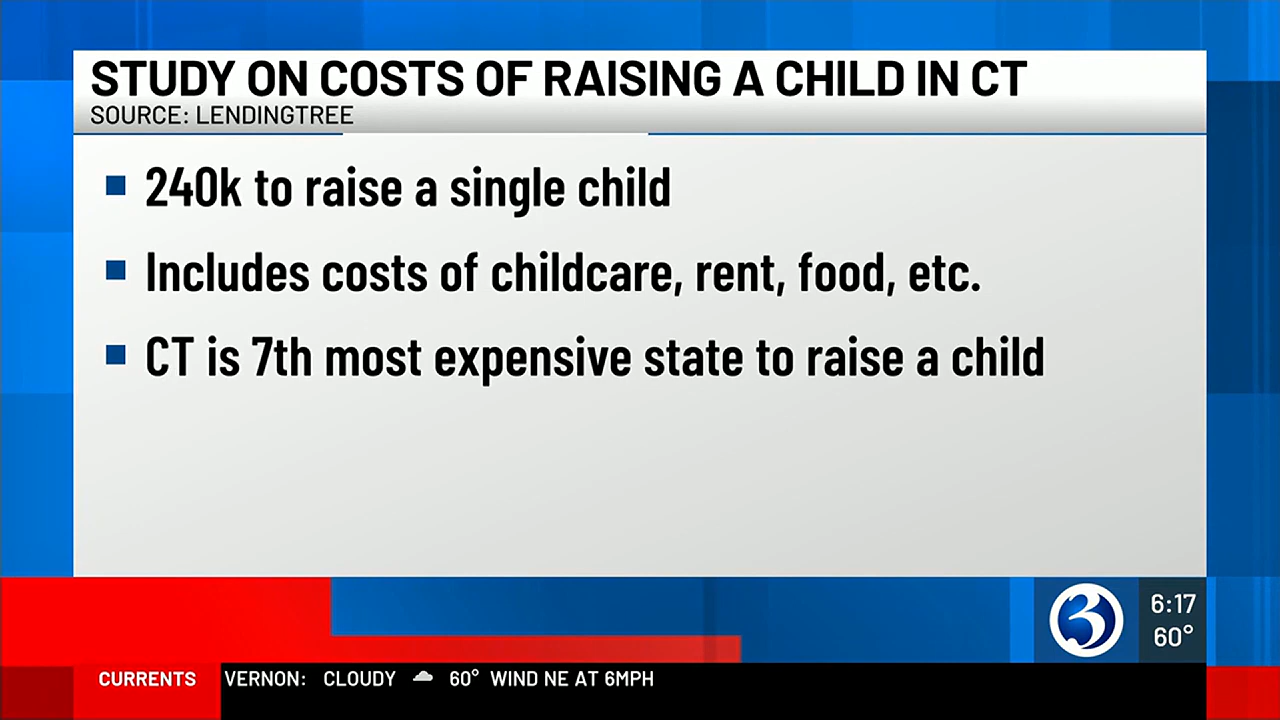 STUDY ON COSTS OF RAISING A CHILD IN CT
SOURCE: LENDINGTREE
240k to raise a single child
Includes costs of childcare, rent, food, etc.
CT is 7th most expensive state to raise a child
3
6:17
60°
CURRENTS
VERNON: CLOUDY 60° WIND NE AT 6MPH